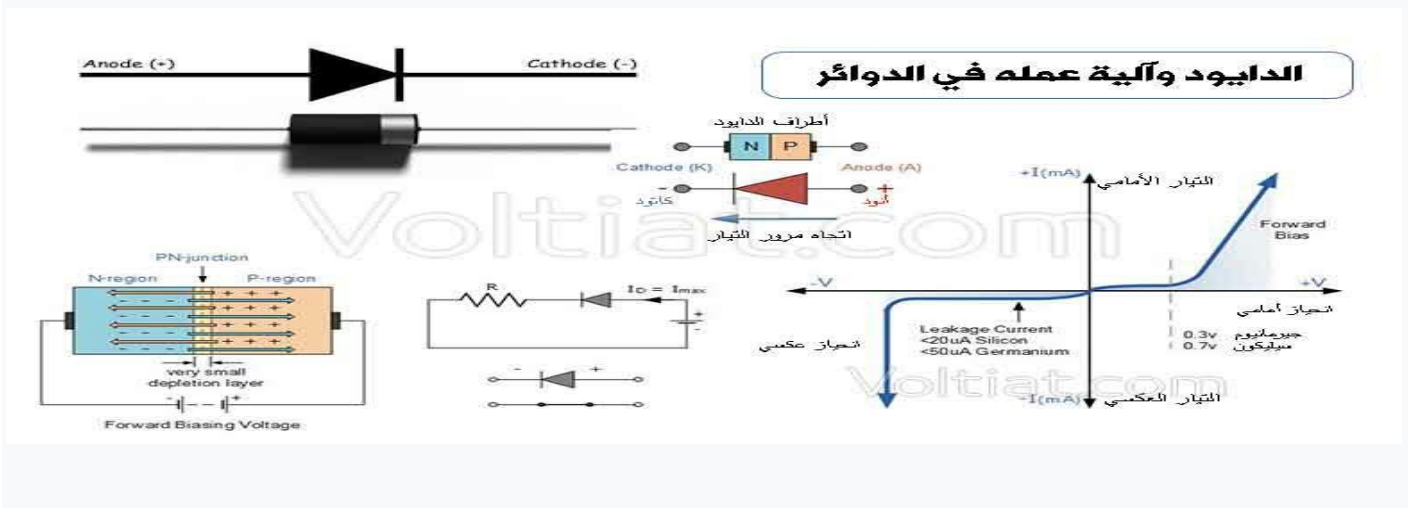 الدايود وآلية عمله في الدوائر
Anode (+)
Cathode (-)
أطراف الدايود
N P
Cathode (K)
Anode (A)
- +
كاثود
أنود
اتجاه مرور التيار
Voltiat.com
PN-junction
N-region P-region
very small
depletion layer
- +
Forward Biasing Voltage
R
I_D = I_max
+
-
- +
+I(mA)
التيار الأمامي
Forward
Bias
-V
+V
انحياز أمامي
Leakage Current
<20uA Silicon
<50uA Germanium
0.3v جيرمانيوم
0.7v سيليكون
انحياز عكسي
Voltiat.com
-I(mA)
التيار العكسي